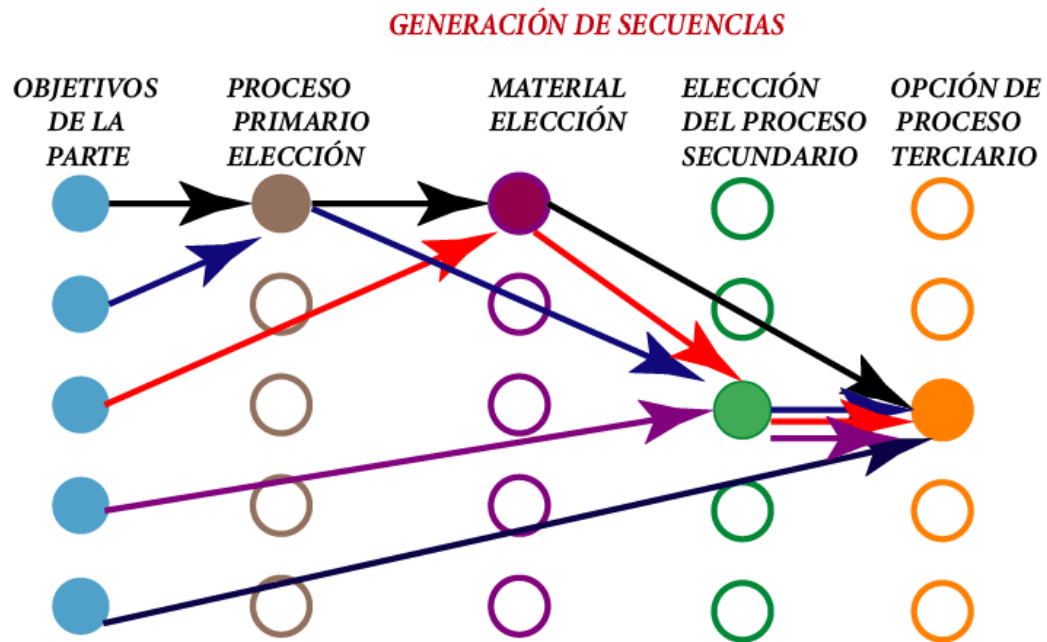 GENERACIÓN DE SECUENCIAS
OBJETIVOS
DE LA
PARTE
PROCESO
PRIMARIO
ELECCIÓN
MATERIAL
ELECCIÓN
ELECCIÓN
DEL PROCESO
SECUNDARIO
OPCIÓN DE
PROCESO
TERCIARIO